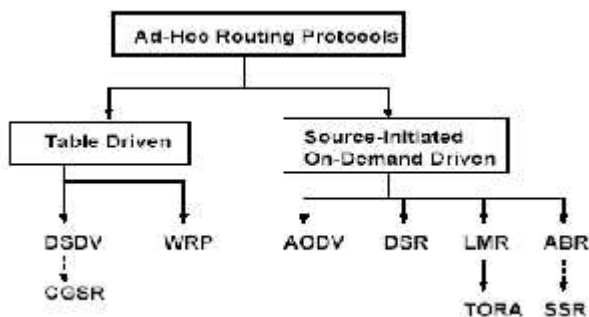 Ad-Hoc Routing Protocols
Table Driven
Source-Initiated
On-Demand Driven
DSDV
WRP
AODV
DSR
LMR
ABR
CGSR
TORA
SSR